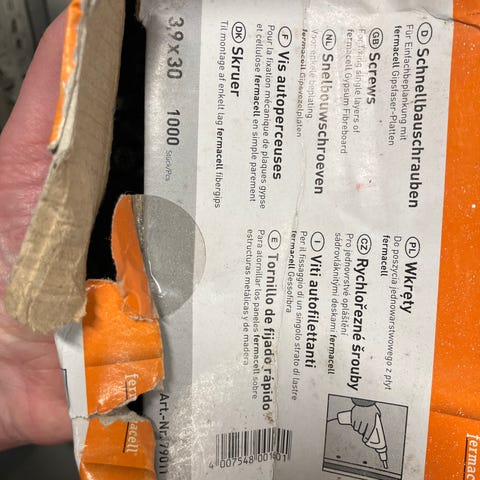 D Schnellbauschrauben
Für Einfachbeplankung mit
fermacell Gipsfaser-Platten
GB Screws
For fixing single layers of
fermacell Gypsum Fibreboard
NL Snelbouwschroeven
Voor enkele beplating
fermacell Gipsvezelplaten
F Vis autoperceuses
Pour la fixation mécanique de plaques gypse
et cellulose fermacell en simple parement
DK Skruer
Til montage af enkelt lag fermacell fibergips
3,9 x 30 1000 Stück/Pcs
PL Wkręty
Do poszycia jednowarstwowego z płyt
fermacell
CZ Rychlořezné šrouby
Pro jednovrstvé opláštění
sádrovláknitými deskami fermacell
I Viti autofilettanti
Per il fissaggio di un singolo strato di lastre
fermacell Gessofibra
E Tornillo de fijado rápido
Para atornillar los paneles fermacell sobre
estructuras metálicas y de madera
Art.-Nr. 79011
4 007548 001
fermacell
fermacell